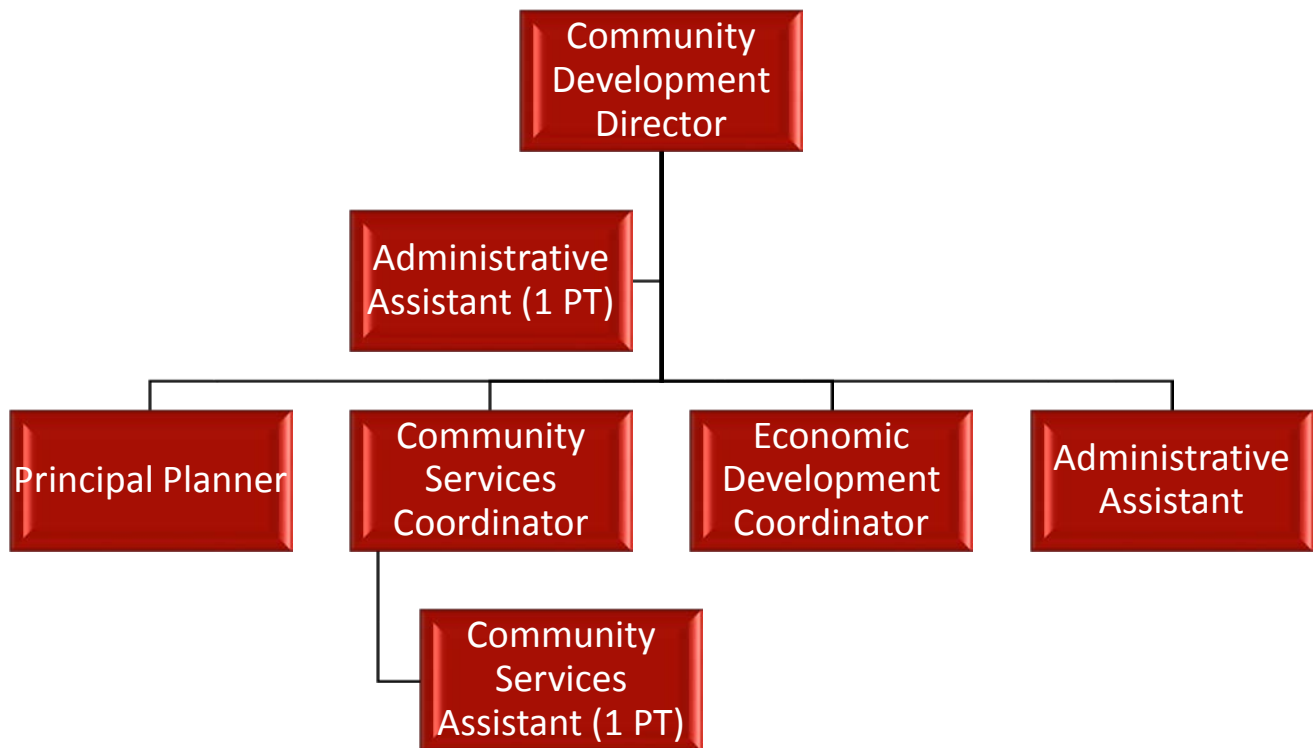 Community
Development
Director
Administrative
Assistant (1 PT)
Principal Planner
Community
Services
Coordinator
Economic
Development
Coordinator
Administrative
Assistant
Community
Services
Assistant (1 PT)